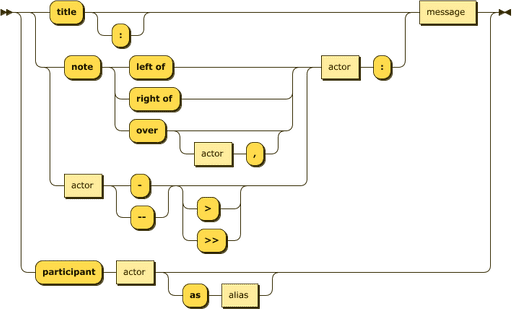 title message
:
note left of actor :
right of
over
actor ,
actor -
-- >
>>
participant actor
as alias